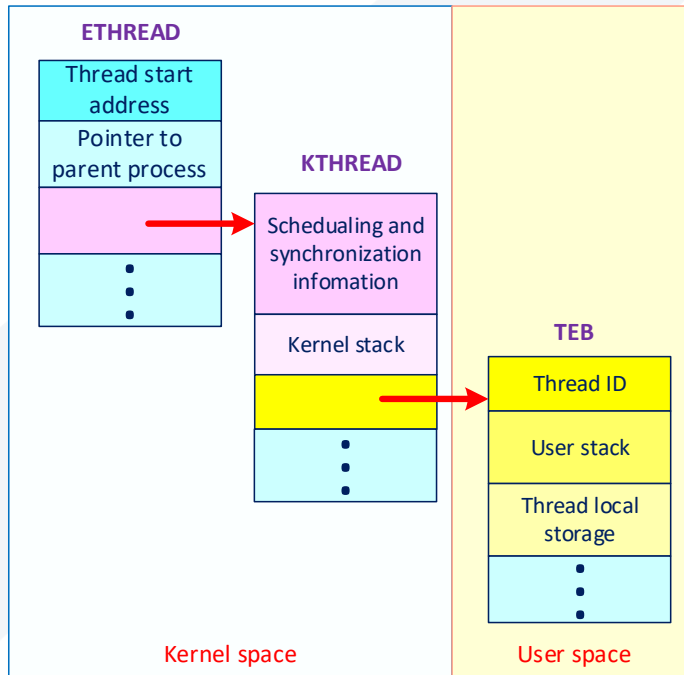 ETHREAD
Thread start
address
Pointer to
parent process
KTHREAD
Schedualing and
synchronization
infomation
Kernel stack
TEB
Thread ID
User stack
Thread local
storage
Kernel space
User space